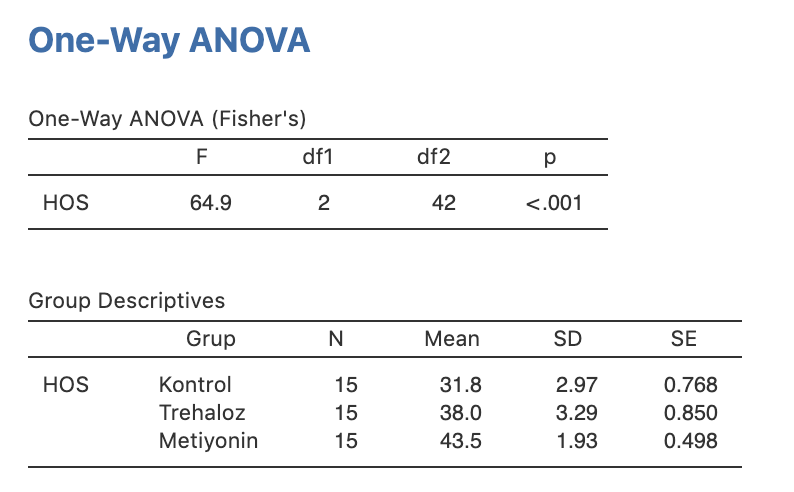 One-Way ANOVA
One-Way ANOVA (Fisher's)
F df1 df2 p
HOS 64.9 2 42 <.001
Group Descriptives
Grup N Mean SD SE
HOS Kontrol 15 31.8 2.97 0.768
Trehaloz 15 38.0 3.29 0.850
Metiyonin 15 43.5 1.93 0.498